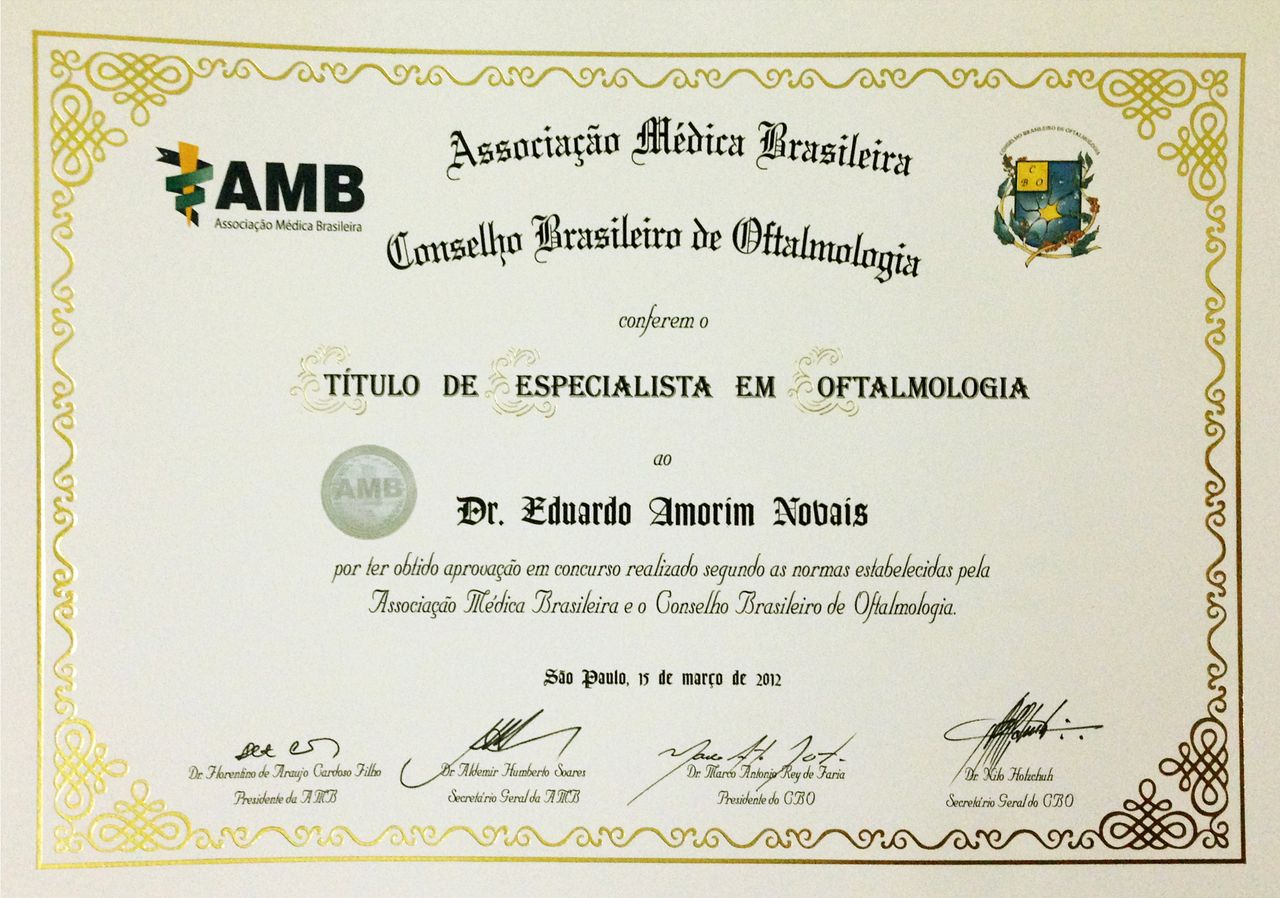 Associação Médica Brasileira
AMB
Associação Médica Brasileira
CONSELHO BRASILEIRO DE OFTALMOLOGIA
C
B O
Conselho Brasileiro de Oftalmologia
conferem o
TÍTULO DE ESPECIALISTA EM OFTALMOLOGIA
ao
AMB
Dr. Eduardo Amorim Novais
por ter obtido aprovação em concurso realizado segundo as normas estabelecidas pela
Associação Médica Brasileira e o Conselho Brasileiro de Oftalmologia.
São Paulo, 15 de março de 2012
Dr. Florentino de Araujo Cardoso Filho
Presidente da AMB
Dr. Aldemir Humberto Soares
Secretário Geral da AMB
Dr. Marco Antonio Rey de Faria
Presidente do CBO
Dr. Nilo Holzchuh
Secretário Geral do CBO